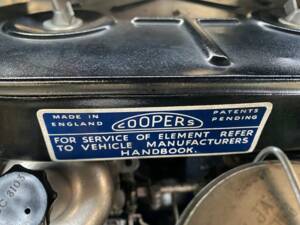 MADE IN
ENGLAND
COOPERS
PATENTS
PENDING
FOR SERVICE OF ELEMENT REFER
TO VEHICLE MANUFACTURERS
HANDBOOK.